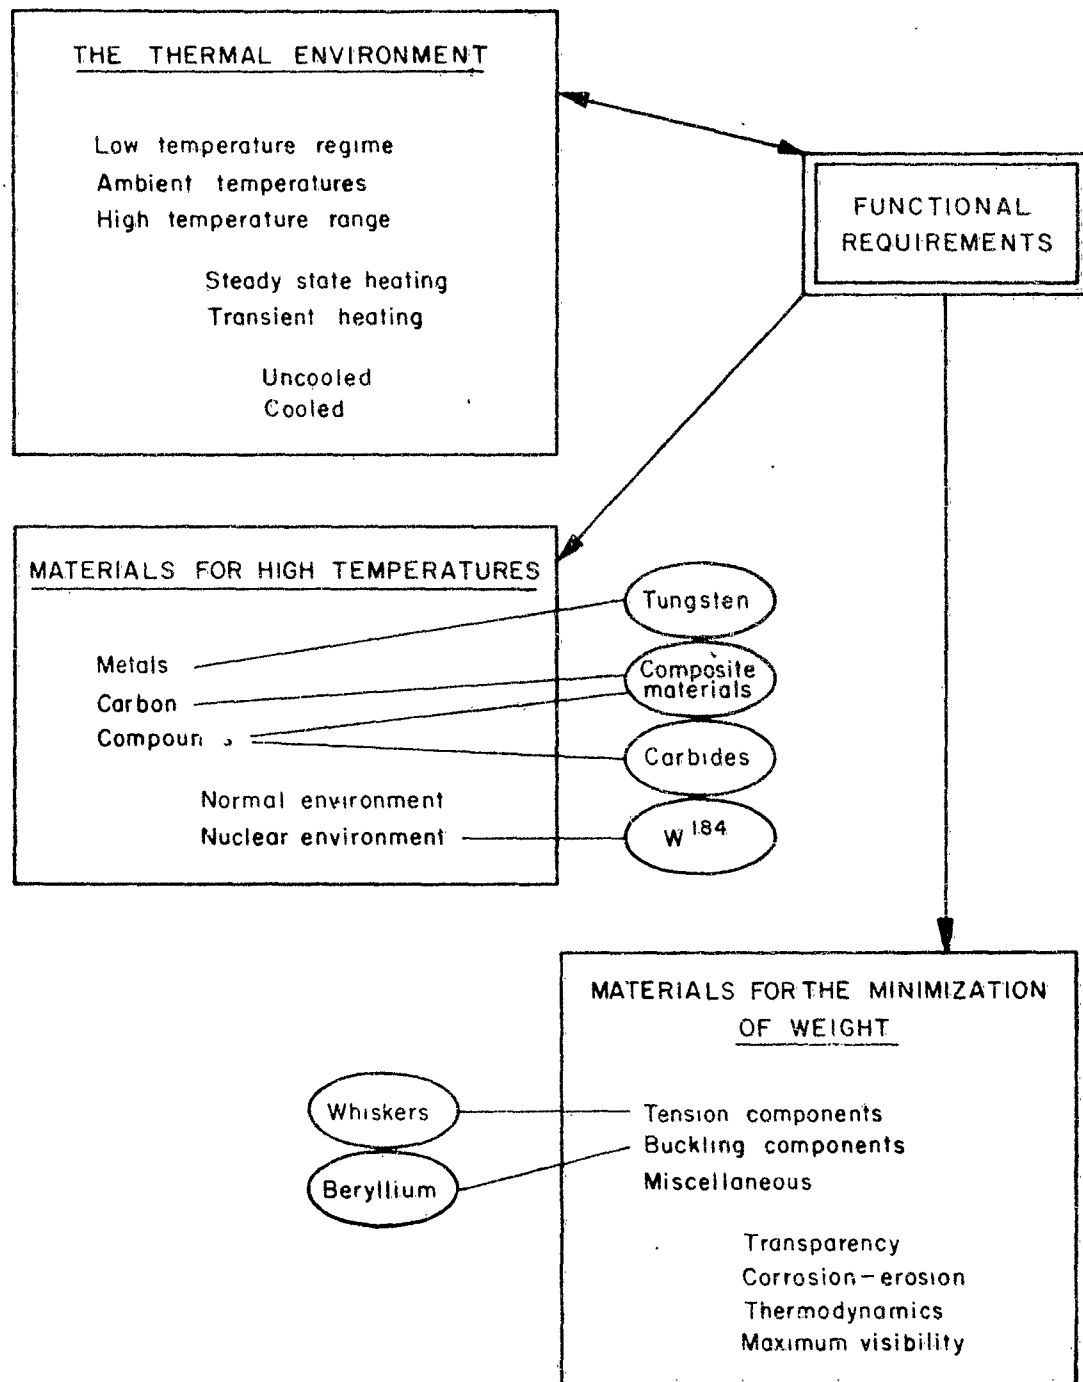 THE THERMAL ENVIRONMENT
Low temperature regime
Ambient temperatures
High temperature range
Steady state heating
Transient heating
Uncooled
Cooled
FUNCTIONAL
REQUIREMENTS
MATERIALS FOR HIGH TEMPERATURES
Metals
Carbon
Normal environment
Nuclear environment
Tungsten
Composite
materials
Carbides
W 184
MATERIALS FOR THE MINIMIZATION
OF WEIGHT
Whiskers
Beryllium
Tension components
Buckling components
Miscellaneous
Transparency
Corrosion-erosion
Thermodynamics
Maximum visibility